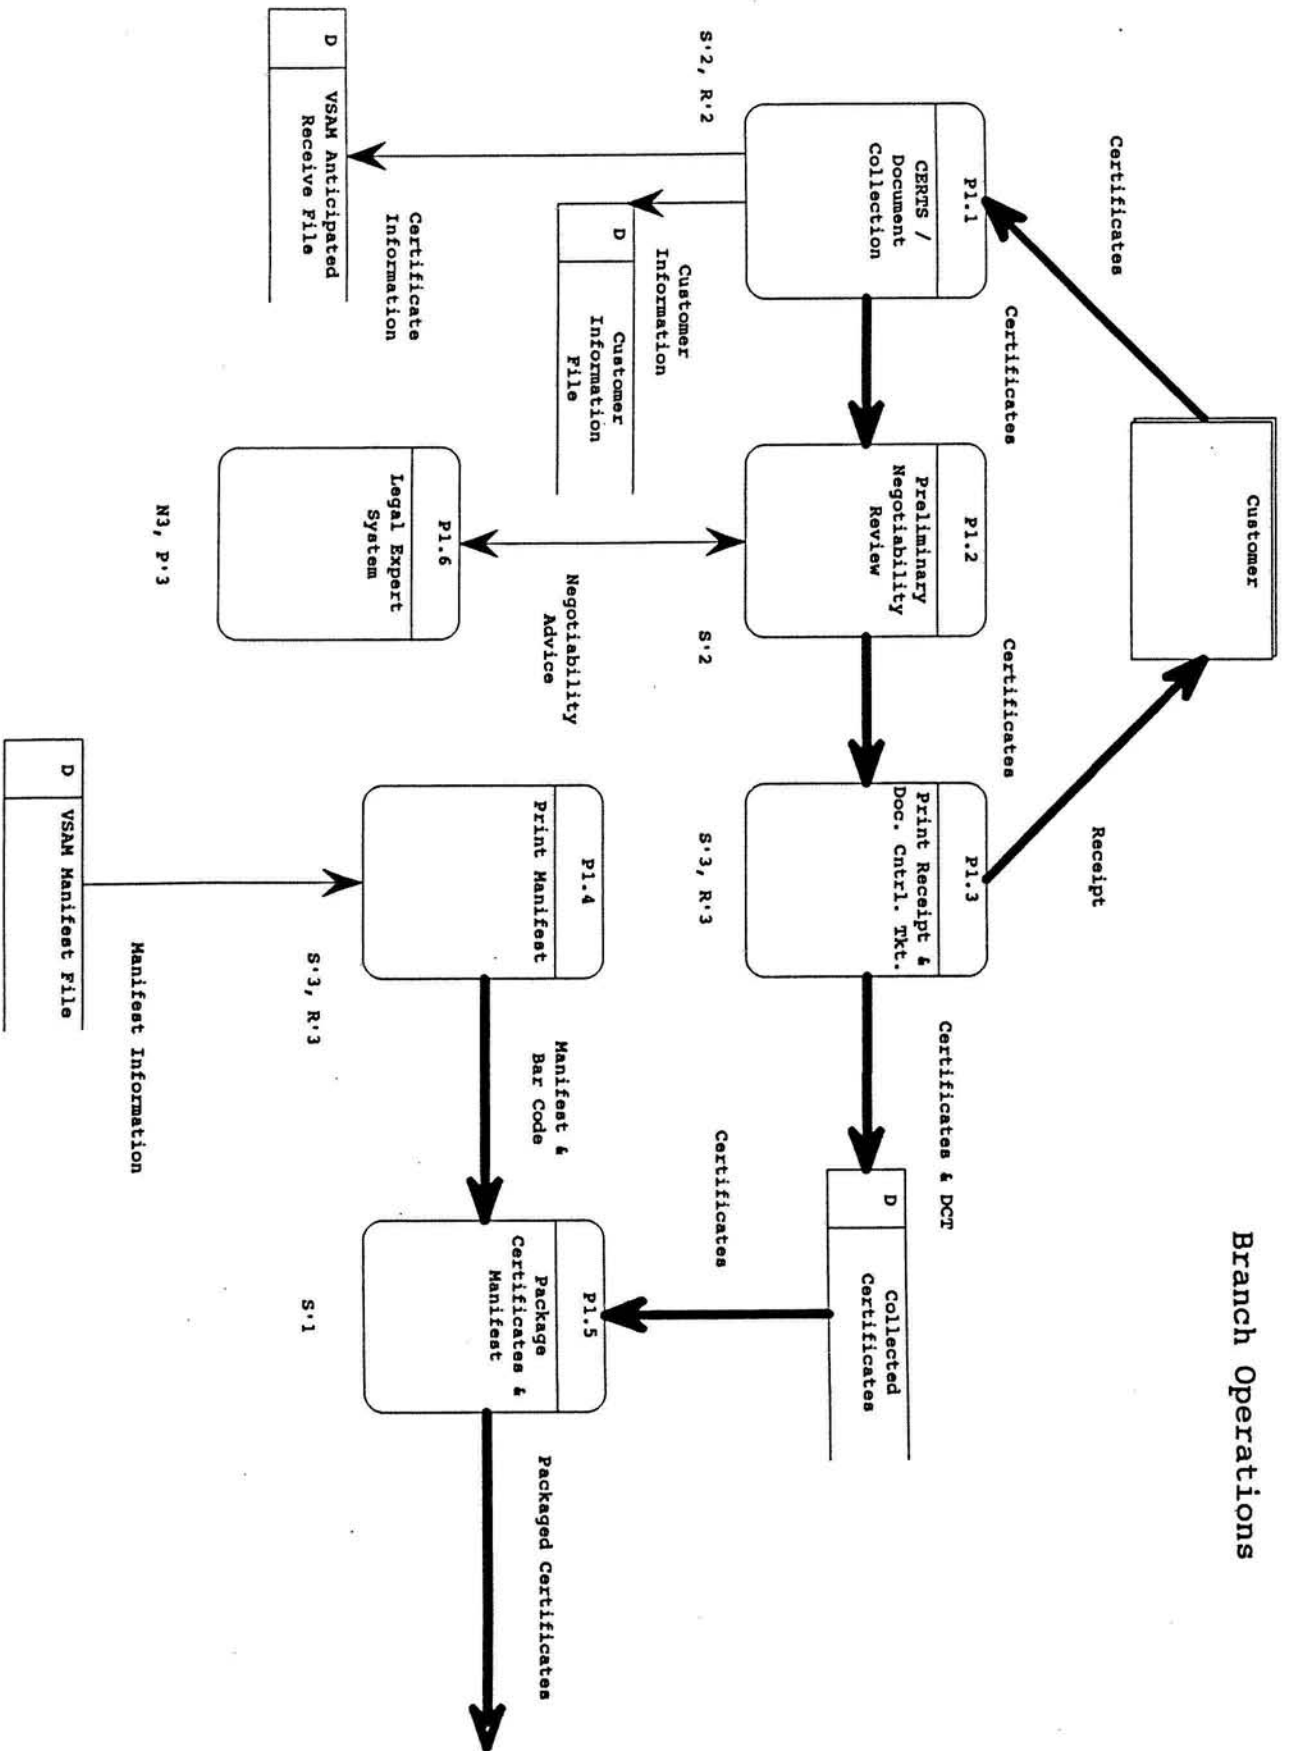 Branch Operations
Customer
Certificates
Receipt
P1.1
CERTS /
Document
Collection
S'2, R'2
Certificates
P1.2
Preliminary
Negotiability
Review
S'2
Certificates
P1.3
Print Receipt &
Doc. Cntrl. Tkt.
S'3, R'3
Certificates & DCT
D
Collected
Certificates
Certificates
Customer
Information
D
Customer
Information
File
Certificate
Information
D
VSAM Anticipated
Receive File
Negotiability
Advice
P1.6
Legal Expert
System
N3, P'3
P1.4
Print Manifest
S'3, R'3
Manifest &
Bar Code
P1.5
Package
Certificates &
Manifest
S'1
Packaged Certificates
Manifest Information
D
VSAM Manifest File